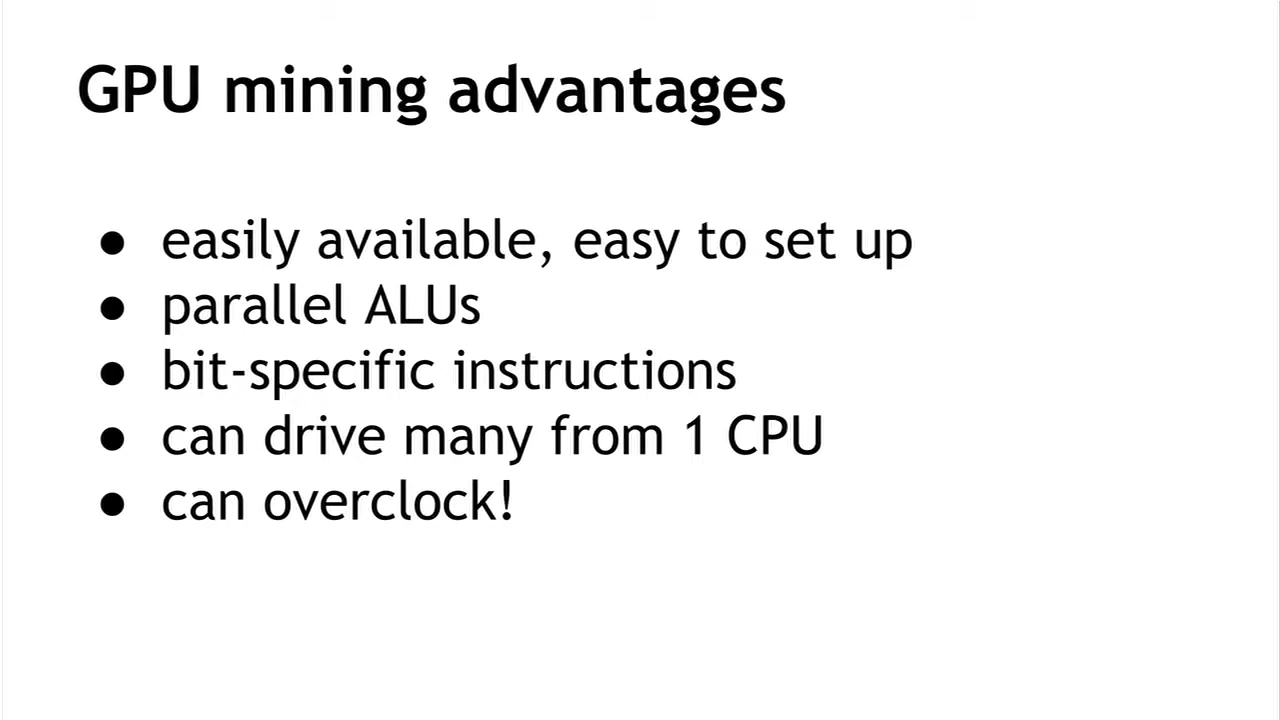 GPU mining advantages
● easily available, easy to set up
● parallel ALUs
● bit-specific instructions
● can drive many from 1 CPU
● can overclock!